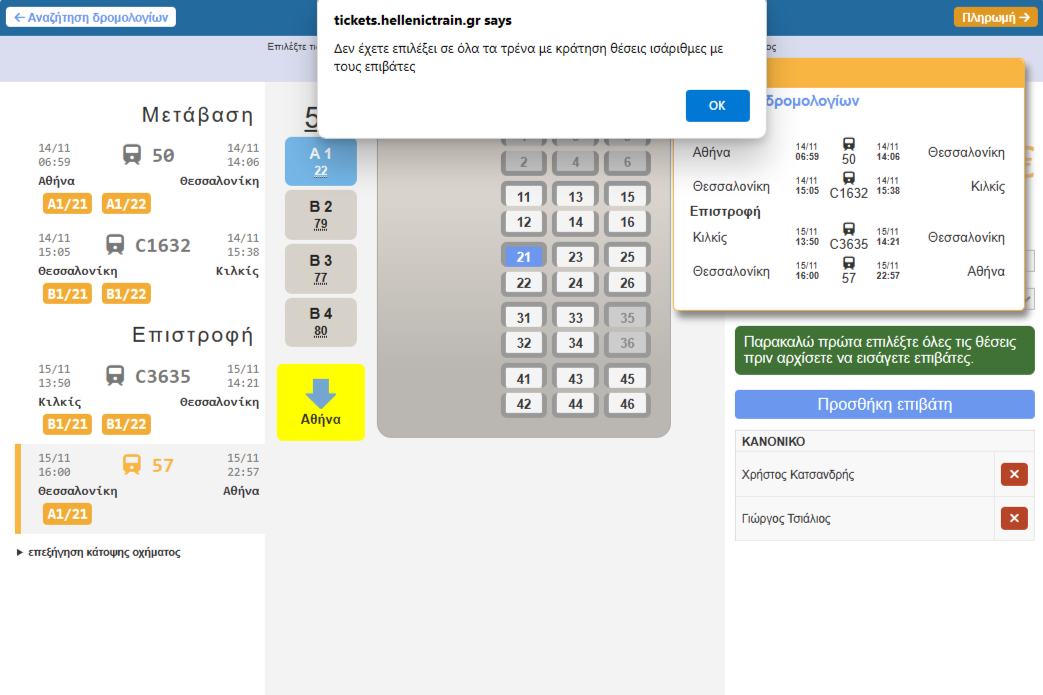 ← Αναζήτηση δρομολογίων
Πληρωμή →
tickets.hellenictrain.gr says
Δεν έχετε επιλέξει σε όλα τα τρένα με κράτηση θέσεις ισάριθμες με
τους επιβάτες
OK
Επιλέξτε
Μετάβαση
14/11 06:59 50 14/11 14:06
Αθήνα Θεσσαλονίκη
A1/21 A1/22
14/11 15:05 C1632 14/11 15:38
Θεσσαλονίκη Κιλκίς
B1/21 B1/22
Επιστροφή
15/11 13:50 C3635 15/11 14:21
Κιλκίς Θεσσαλονίκη
B1/21 B1/22
15/11 16:00 57 15/11 22:57
Θεσσαλονίκη Αθήνα
A1/21
▶ επεξήγηση κάτοψης οχήματος
5
A 1
22
B 2
79
B 3
77
B 4
80
Αθήνα
2 4 6
11 13 15
12 14 16
21 23 25
22 24 26
31 33 35
32 34 36
41 43 45
42 44 46
δρομολογίων
Αθήνα 14/11 06:59 50 14/11 14:06 Θεσσαλονίκη
Θεσσαλονίκη 14/11 15:05 C1632 14/11 15:38 Κιλκίς
Επιστροφή
Κιλκίς 15/11 13:50 C3635 15/11 14:21 Θεσσαλονίκη
Θεσσαλονίκη 15/11 16:00 57 15/11 22:57 Αθήνα
€
Παρακαλώ πρώτα επιλέξτε όλες τις θέσεις
πριν αρχίσετε να εισάγετε επιβάτες.
Προσθήκη επιβάτη
ΚΑΝΟΝΙΚΟ
Χρήστος Κατσανδρής
Γιώργος Τσιάλιος